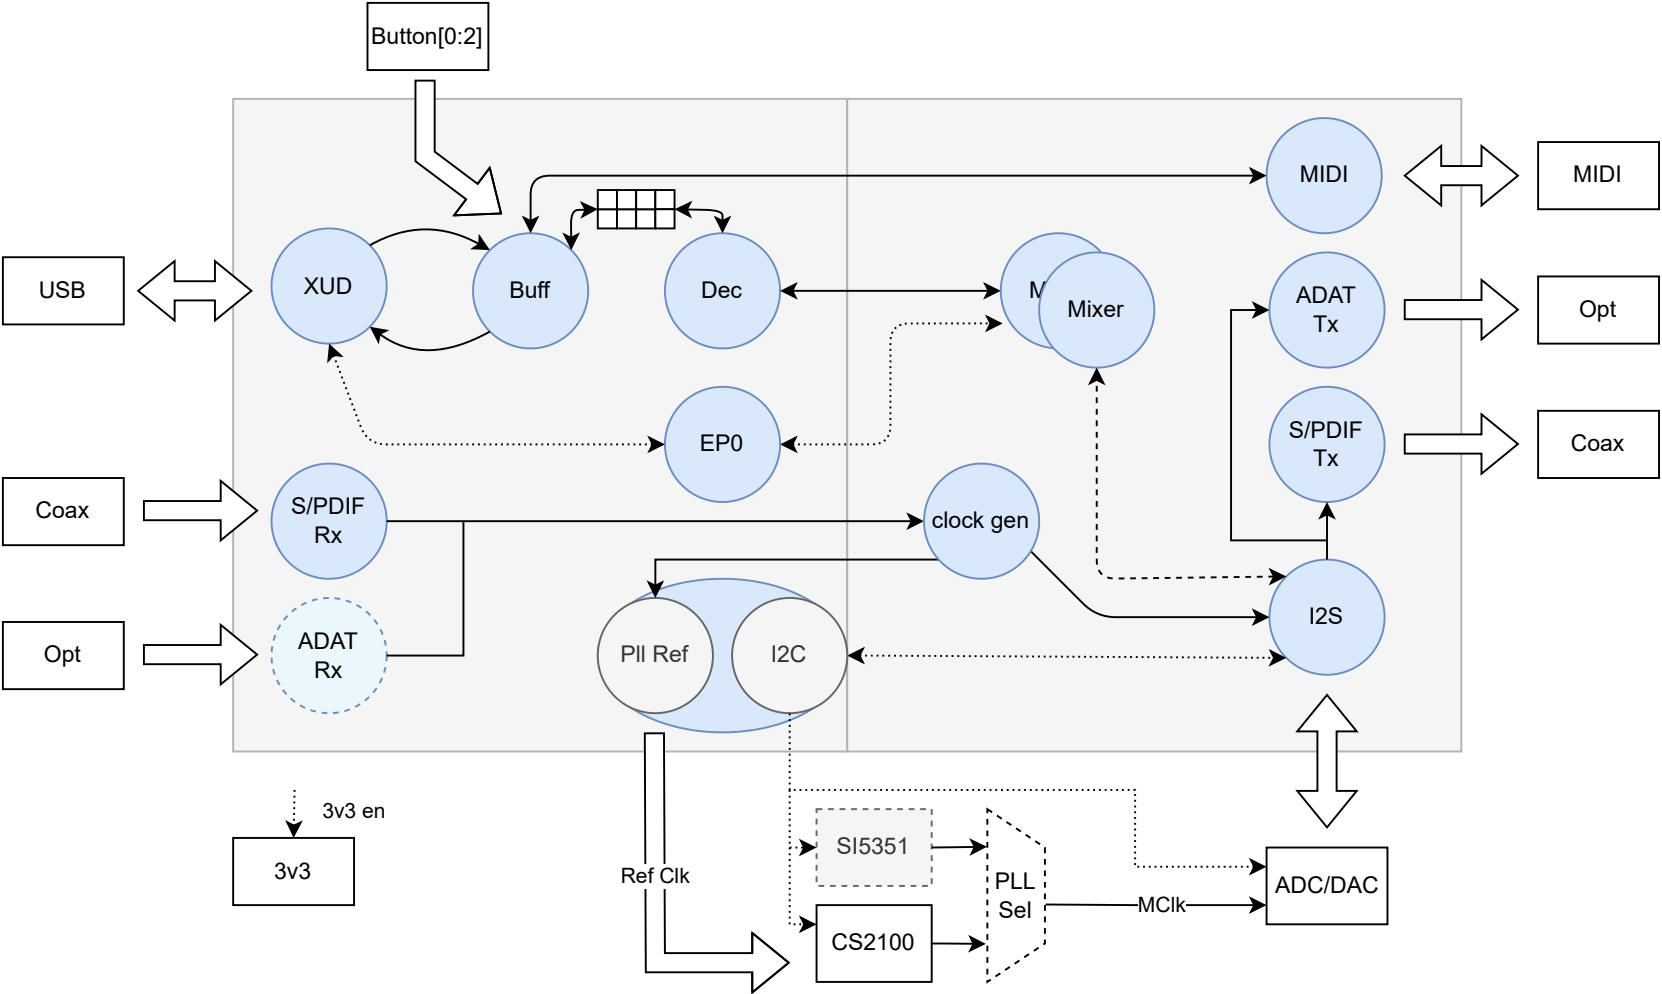 Button[0:2]
MIDI
MIDI
USB
XUD
Buff
Dec
M
Mixer
ADAT
Tx
Opt
EP0
S/PDIF
Tx
Coax
Coax
S/PDIF
Rx
clock gen
Opt
ADAT
Rx
Pll Ref
I2C
I2S
3v3 en
3v3
Ref Clk
SI5351
CS2100
PLL
Sel
MClk
ADC/DAC